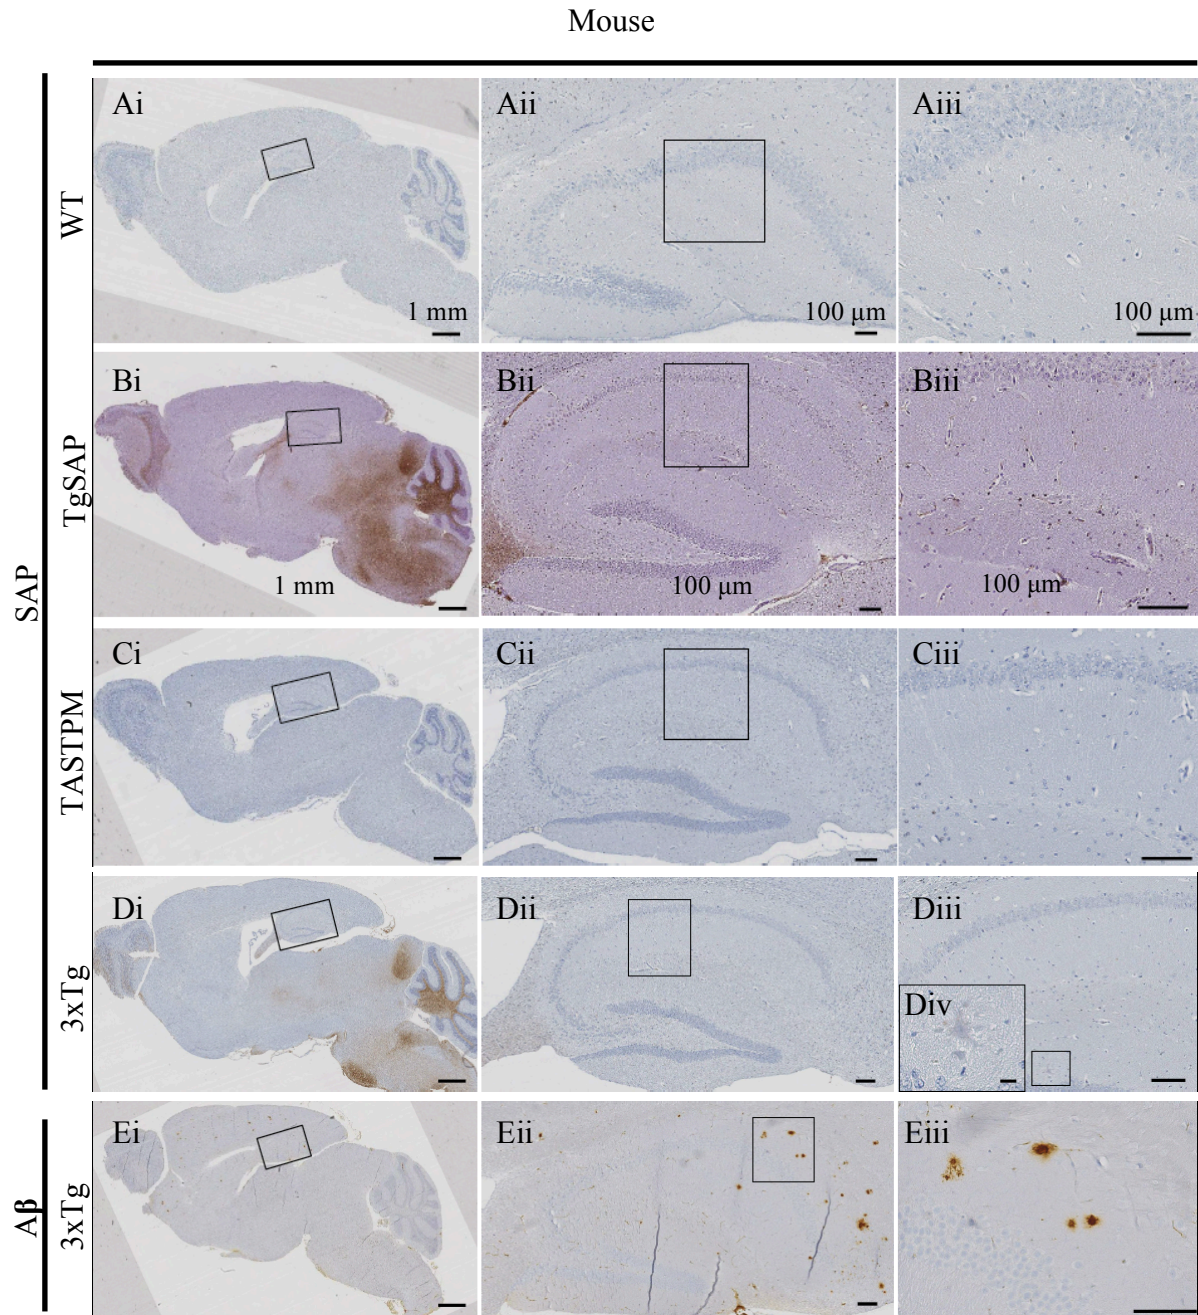 Mouse
SAP
WT
Ai
1 mm
Aii
100 μm
Aiii
100 μm
TgSAP
Bi
1 mm
Bii
100 μm
Biii
100 μm
TASTPM
Ci
Cii
Ciii
3xTg
Di
Dii
Diii
Div
Aβ
3xTg
Ei
Eii
Eiii